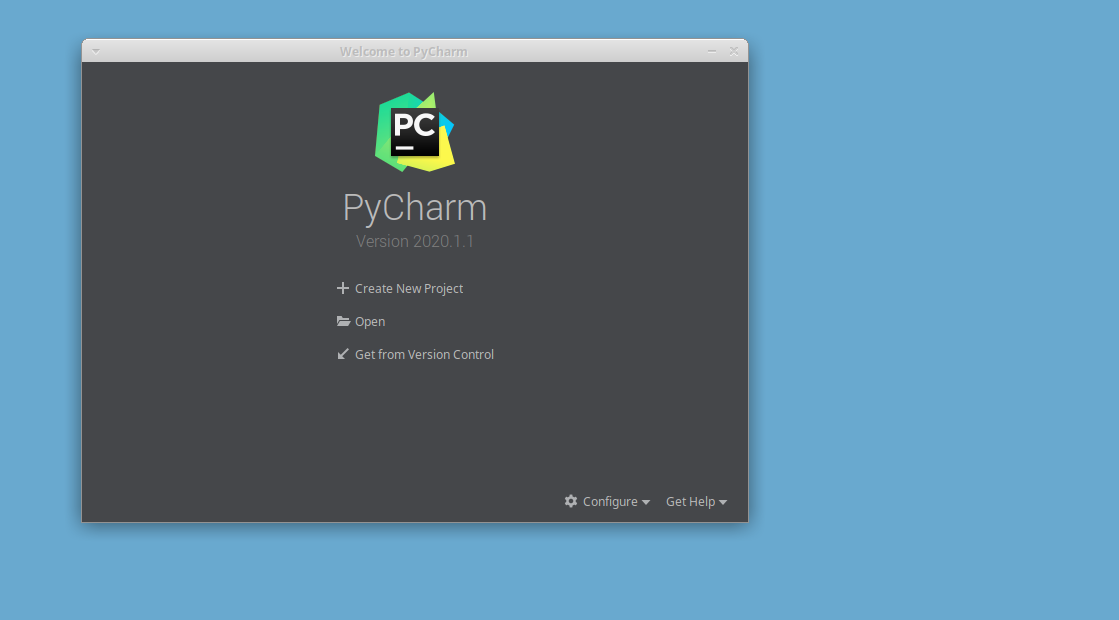 Welcome to PyCharm
PC
PyCharm
Version 2020.1.1
Create New Project
Open
Get from Version Control
Configure
Get Help